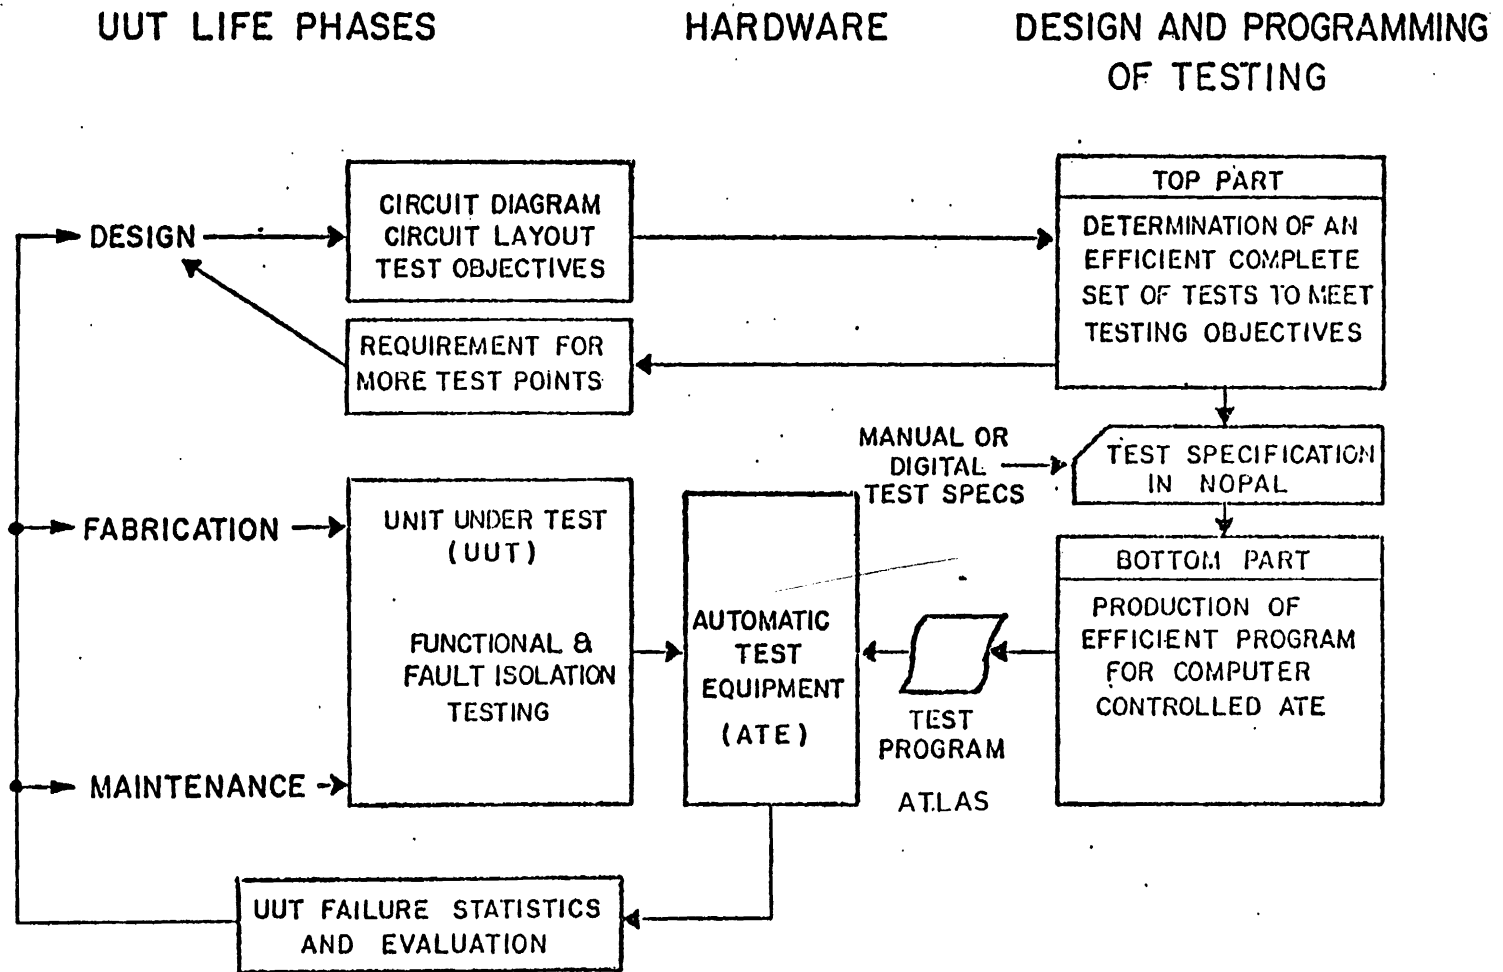 UUT LIFE PHASES
HARDWARE
DESIGN AND PROGRAMMING
OF TESTING
DESIGN
CIRCUIT DIAGRAM
CIRCUIT LAYOUT
TEST OBJECTIVES
REQUIREMENT FOR
MORE TEST POINTS
TOP PART
DETERMINATION OF AN
EFFICIENT COMPLETE
SET OF TESTS TO MEET
TESTING OBJECTIVES
MANUAL OR
DIGITAL
TEST SPECS
TEST SPECIFICATION
IN NOPAL
FABRICATION
UNIT UNDER TEST
(UUT)
FUNCTIONAL &
FAULT ISOLATION
TESTING
AUTOMATIC
TEST
EQUIPMENT
(ATE)
TEST
PROGRAM
ATLAS
BOTTOM PART
PRODUCTION OF
EFFICIENT PROGRAM
FOR COMPUTER
CONTROLLED ATE
MAINTENANCE
UUT FAILURE STATISTICS
AND EVALUATION